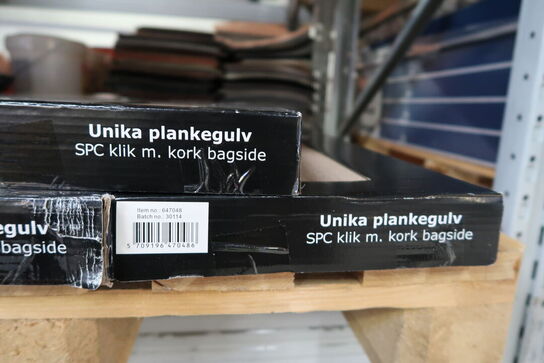 Unika plankegulv
SPC klik m. kork bagside
egulv
bagside
Item no.: 647048
Batch no.: 30114
5 709196 470486
Unika plankegulv
SPC klik m. kork bagside